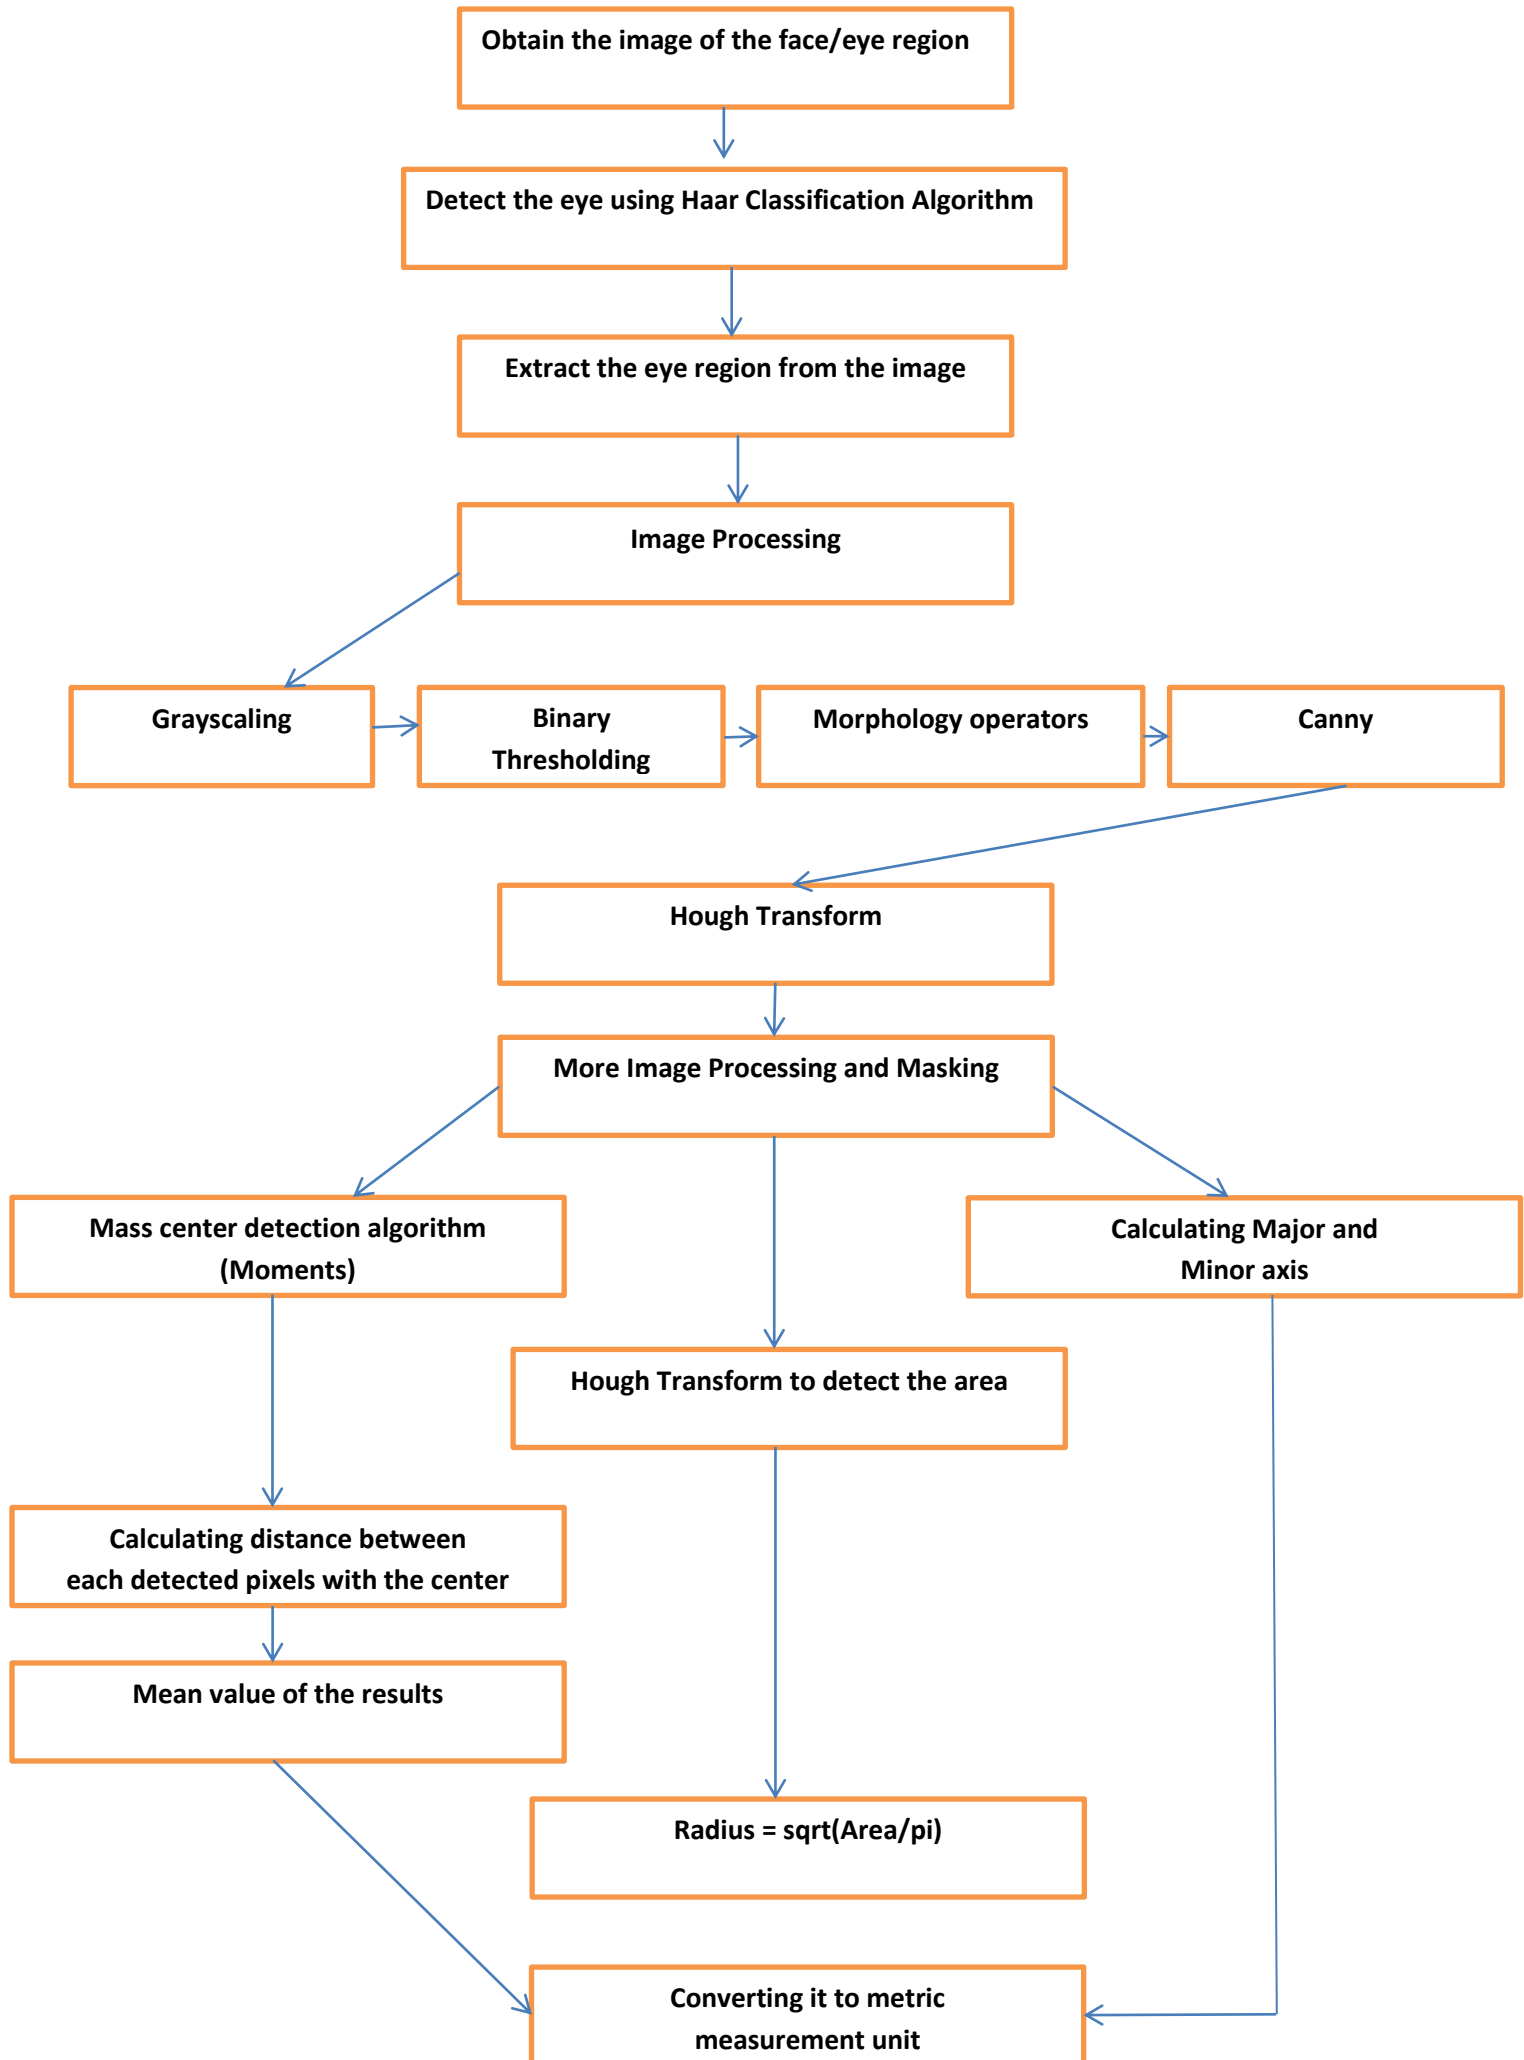 Obtain the image of the face/eye region
Detect the eye using Haar Classification Algorithm
Extract the eye region from the image
Image Processing
Grayscaling
Binary
Thresholding
Morphology operators
Canny
Hough Transform
More Image Processing and Masking
Mass center detection algorithm
(Moments)
Calculating Major and
Minor axis
Hough Transform to detect the area
Calculating distance between
each detected pixels with the center
Mean value of the results
Radius = sqrt(Area/pi)
Converting it to metric
measurement unit